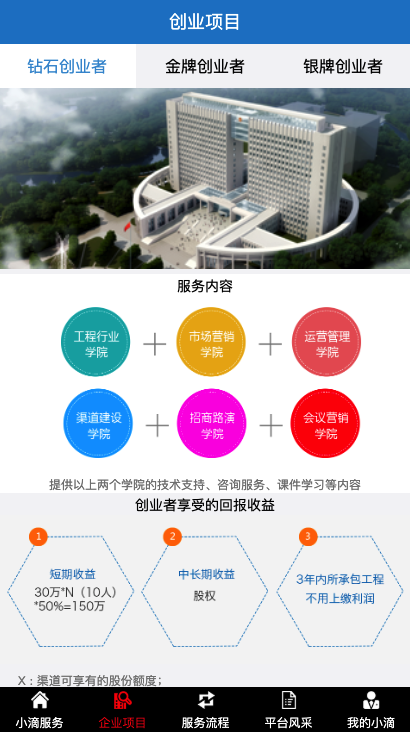 创业项目
钻石创业者 金牌创业者 银牌创业者
服务内容
工程行业
学院
市场营销
学院
运营管理
学院
渠道建设
学院
招商路演
学院
会议营销
学院
提供以上两个学院的技术支持、咨询服务、课件学习等内容
创业者享受的回报收益
1
短期收益
30万*N（10人）
*50%=150万
2
中长期收益
股权
3
3年内所承包工程
不用上缴利润
X：渠道可享有的股份额度；
小滴服务 企业项目 服务流程 平台风采 我的小滴